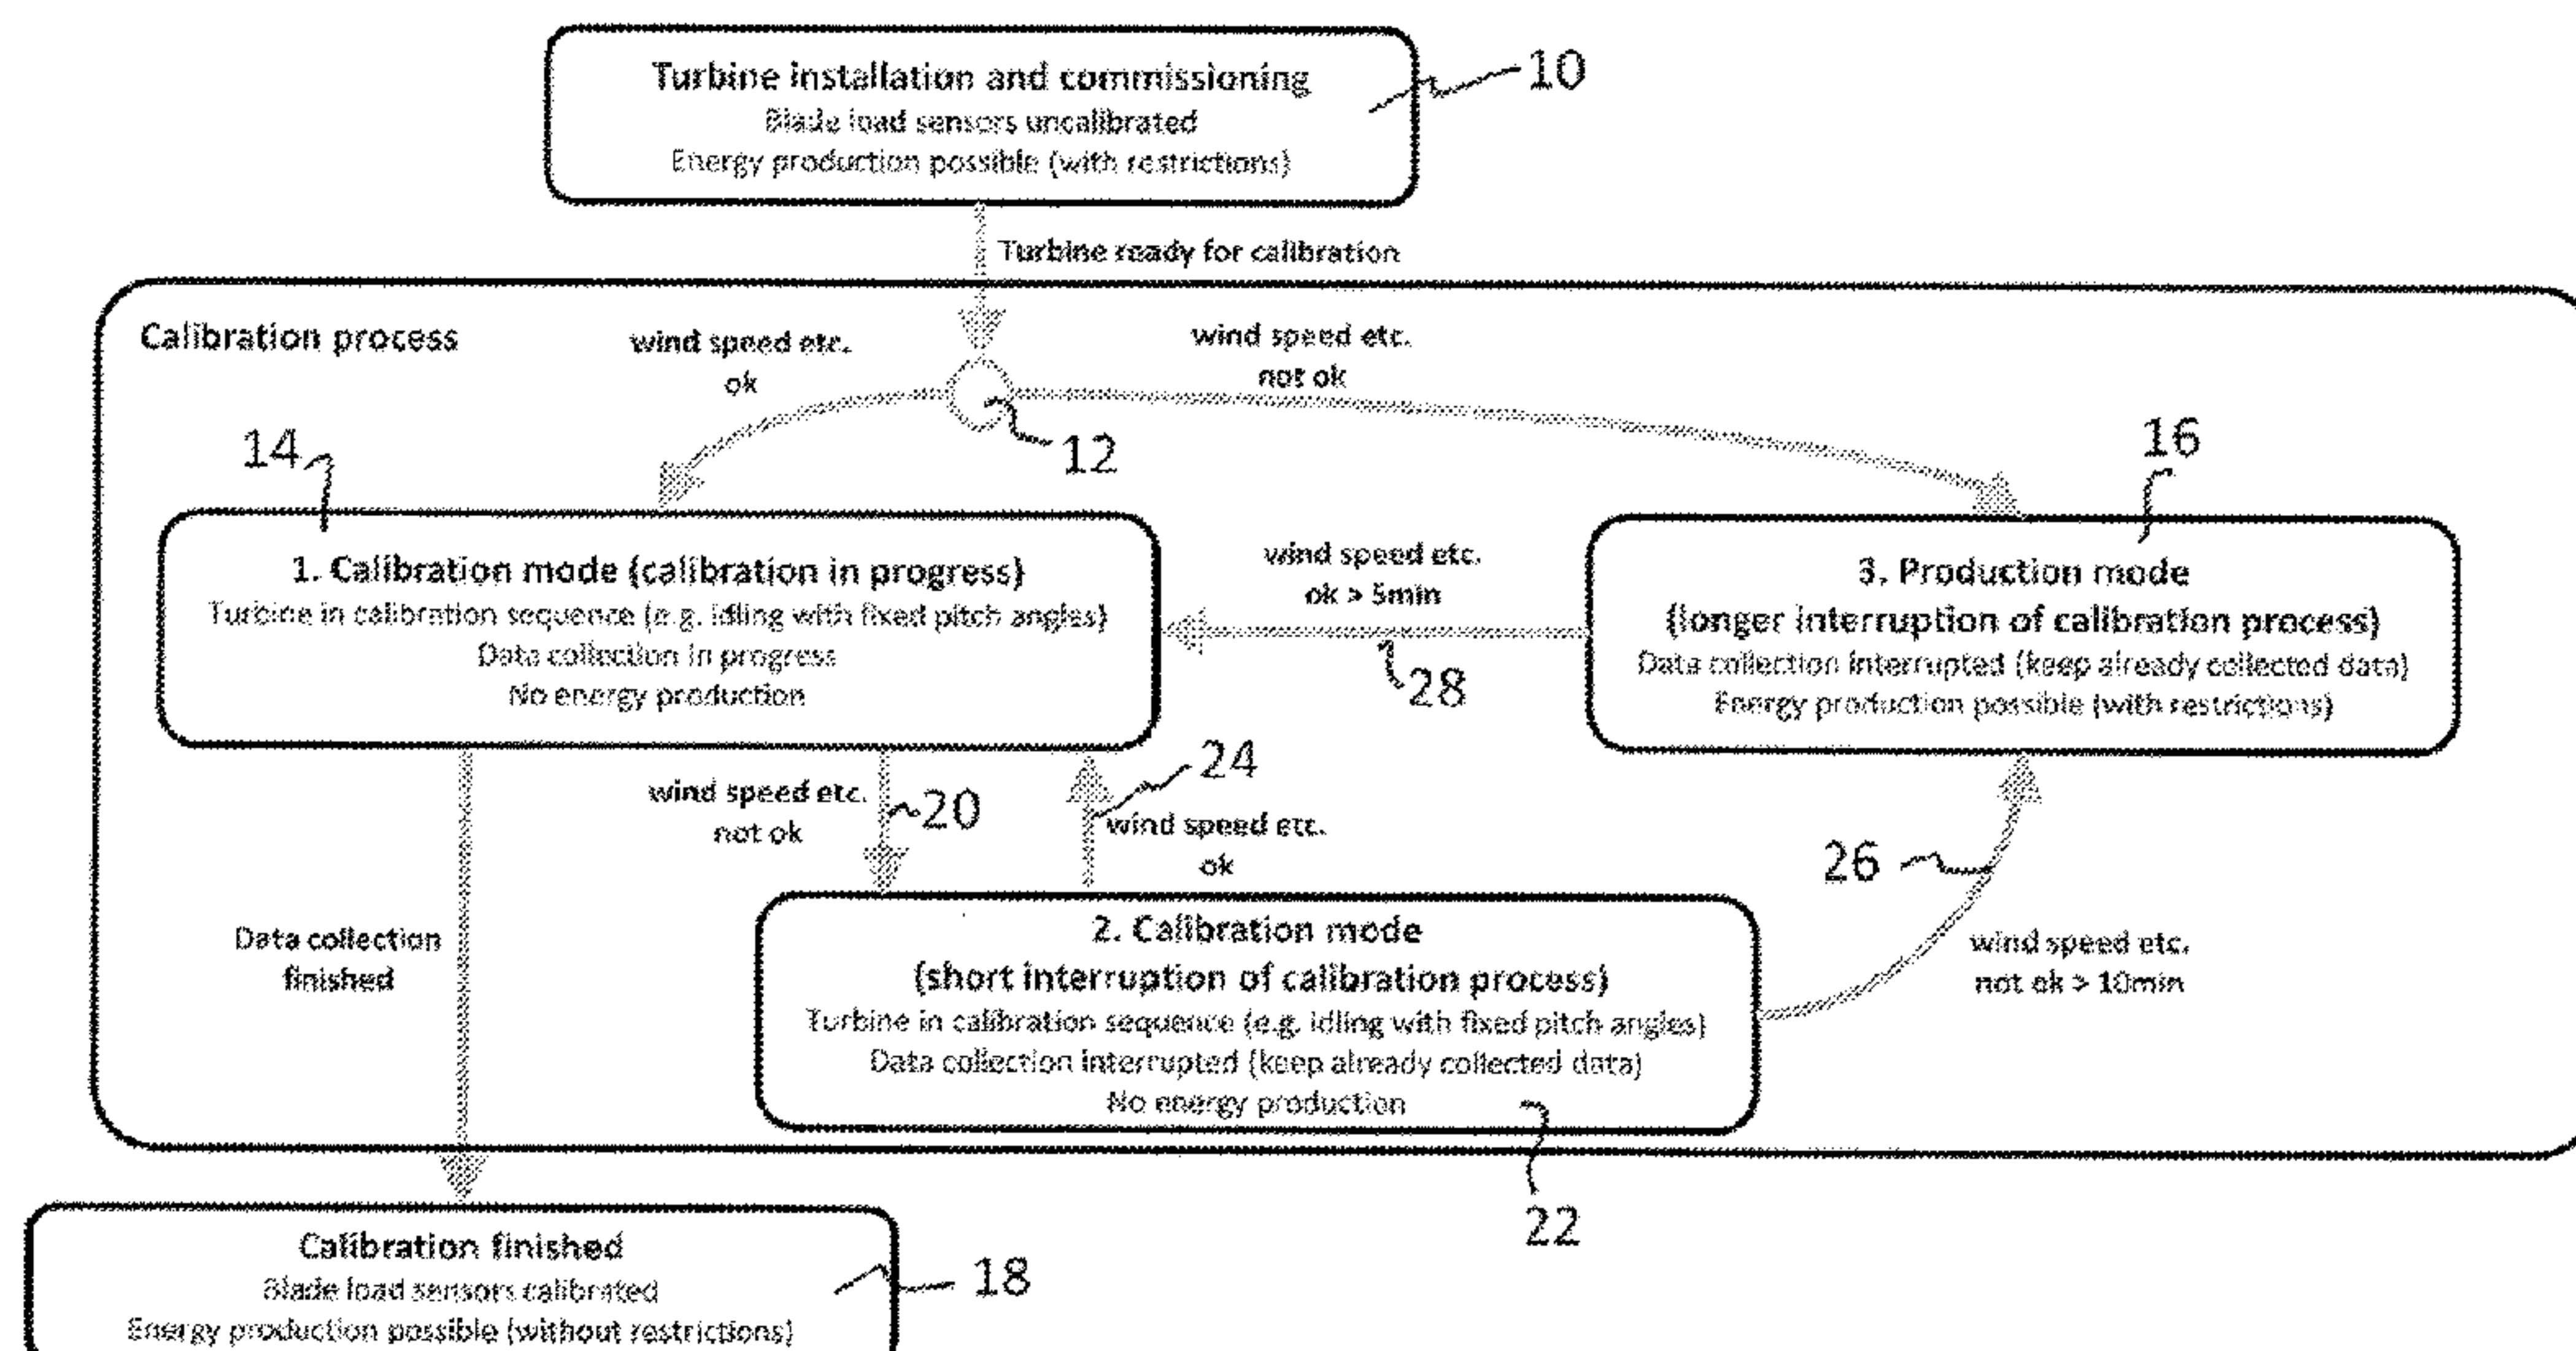 Turbine installation and commissioning
Blade load sensors uncalibrated
Energy production possible (with restrictions)
10
Turbine ready for calibration
Calibration process
wind speed etc.
ok
wind speed etc.
not ok
12
14
16
1. Calibration mode (calibration in progress)
Turbine in calibration sequence (e.g. idling with fixed pitch angles)
Data collection in progress
No energy production
wind speed etc.
ok > 5min
28
3. Production mode
(longer interruption of calibration process)
Data collection interrupted (keep already collected data)
Energy production possible (with restrictions)
wind speed etc.
not ok
20
24
wind speed etc.
ok
26
wind speed etc.
not ok > 10min
Data collection
finished
2. Calibration mode
(short interruption of calibration process)
Turbine in calibration sequence (e.g. idling with fixed pitch angles)
Data collection interrupted (keep already collected data)
No energy production
22
Calibration finished
Blade load sensors calibrated
Energy production possible (without restrictions)
18